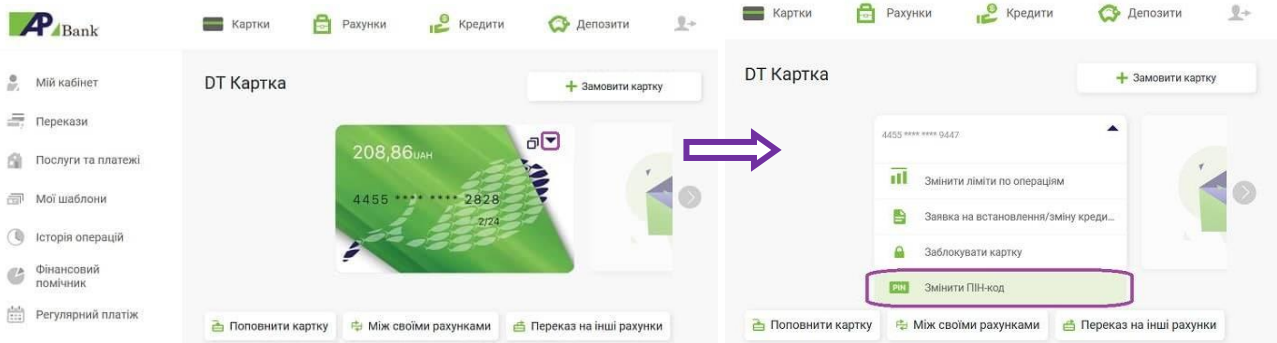 AP Bank
Картки Рахунки Кредити Депозити
Мій кабінет
Перекази
Послуги та платежі
Мої шаблони
Історія операцій
Фінансовий
помічник
Регулярний платіж
DT Картка
Замовити картку
208,86 UAH
4455 **** **** 2828
2/24
Поповнити картку Між своїми рахунками Переказ на інші рахунки
Картки Рахунки Кредити Депозити
DT Картка
Замовити картку
4455 **** **** 9447
Змінити ліміти по операціям
Заявка на встановлення/зміну креди...
Заблокувати картку
PIN Змінити ПІН-код
Поповнити картку Між своїми рахунками Переказ на інші рахунки